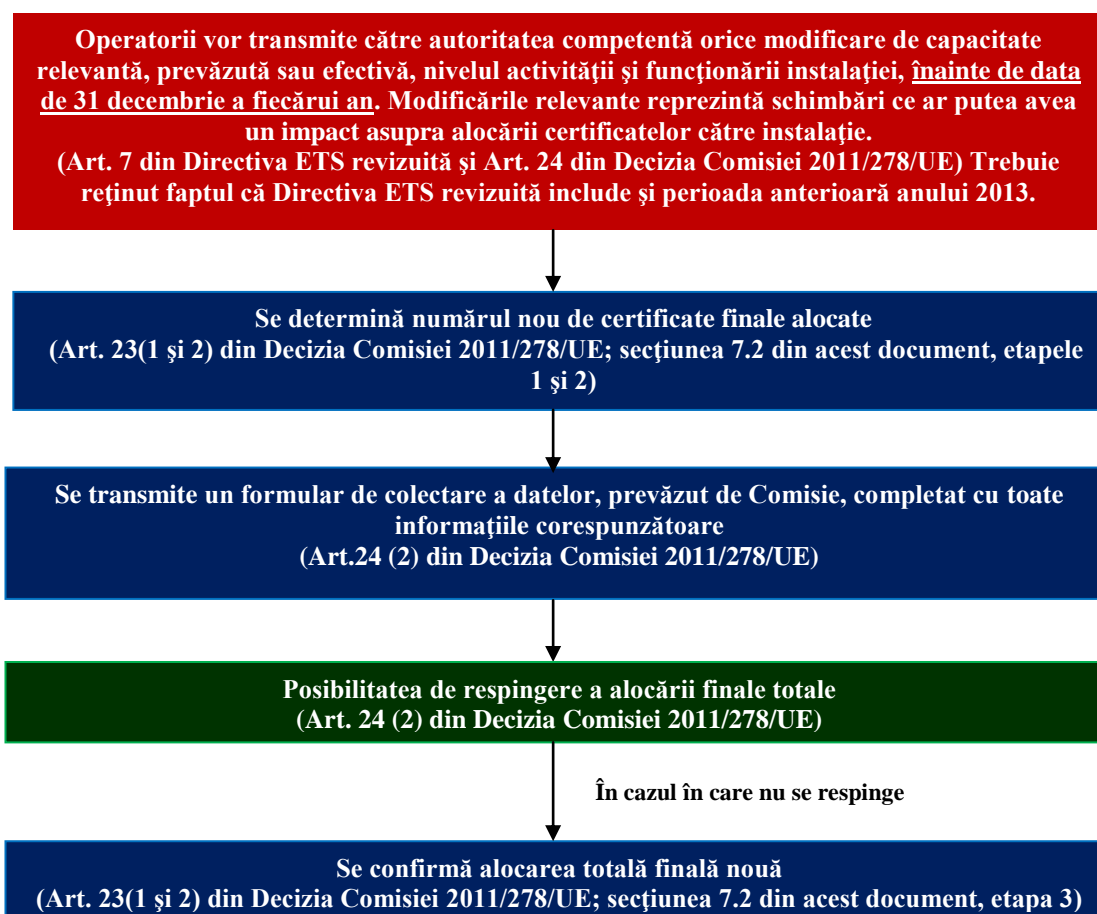 Operatorii vor transmite către autoritatea competentă orice modificare de capacitate
relevantă, prevăzută sau efectivă, nivelul activităţii şi funcţionării instalaţiei, înainte de data
de 31 decembrie a fiecărui an. Modificările relevante reprezintă schimbări ce ar putea avea
un impact asupra alocării certificatelor către instalaţie.
(Art. 7 din Directiva ETS revizuită şi Art. 24 din Decizia Comisiei 2011/278/UE) Trebuie
reţinut faptul că Directiva ETS revizuită include şi perioada anterioară anului 2013.
Se determină numărul nou de certificate finale alocate
(Art. 23(1 şi 2) din Decizia Comisiei 2011/278/UE; secţiunea 7.2 din acest document, etapele
1 şi 2)
Se transmite un formular de colectare a datelor, prevăzut de Comisie, completat cu toate
informaţiile corespunzătoare
(Art.24 (2) din Decizia Comisiei 2011/278/UE)
Posibilitatea de respingere a alocării finale totale
(Art. 24 (2) din Decizia Comisiei 2011/278/UE)
În cazul în care nu se respinge
Se confirmă alocarea totală finală nouă
(Art. 23(1 şi 2) din Decizia Comisiei 2011/278/UE; secţiunea 7.2 din acest document, etapa 3)